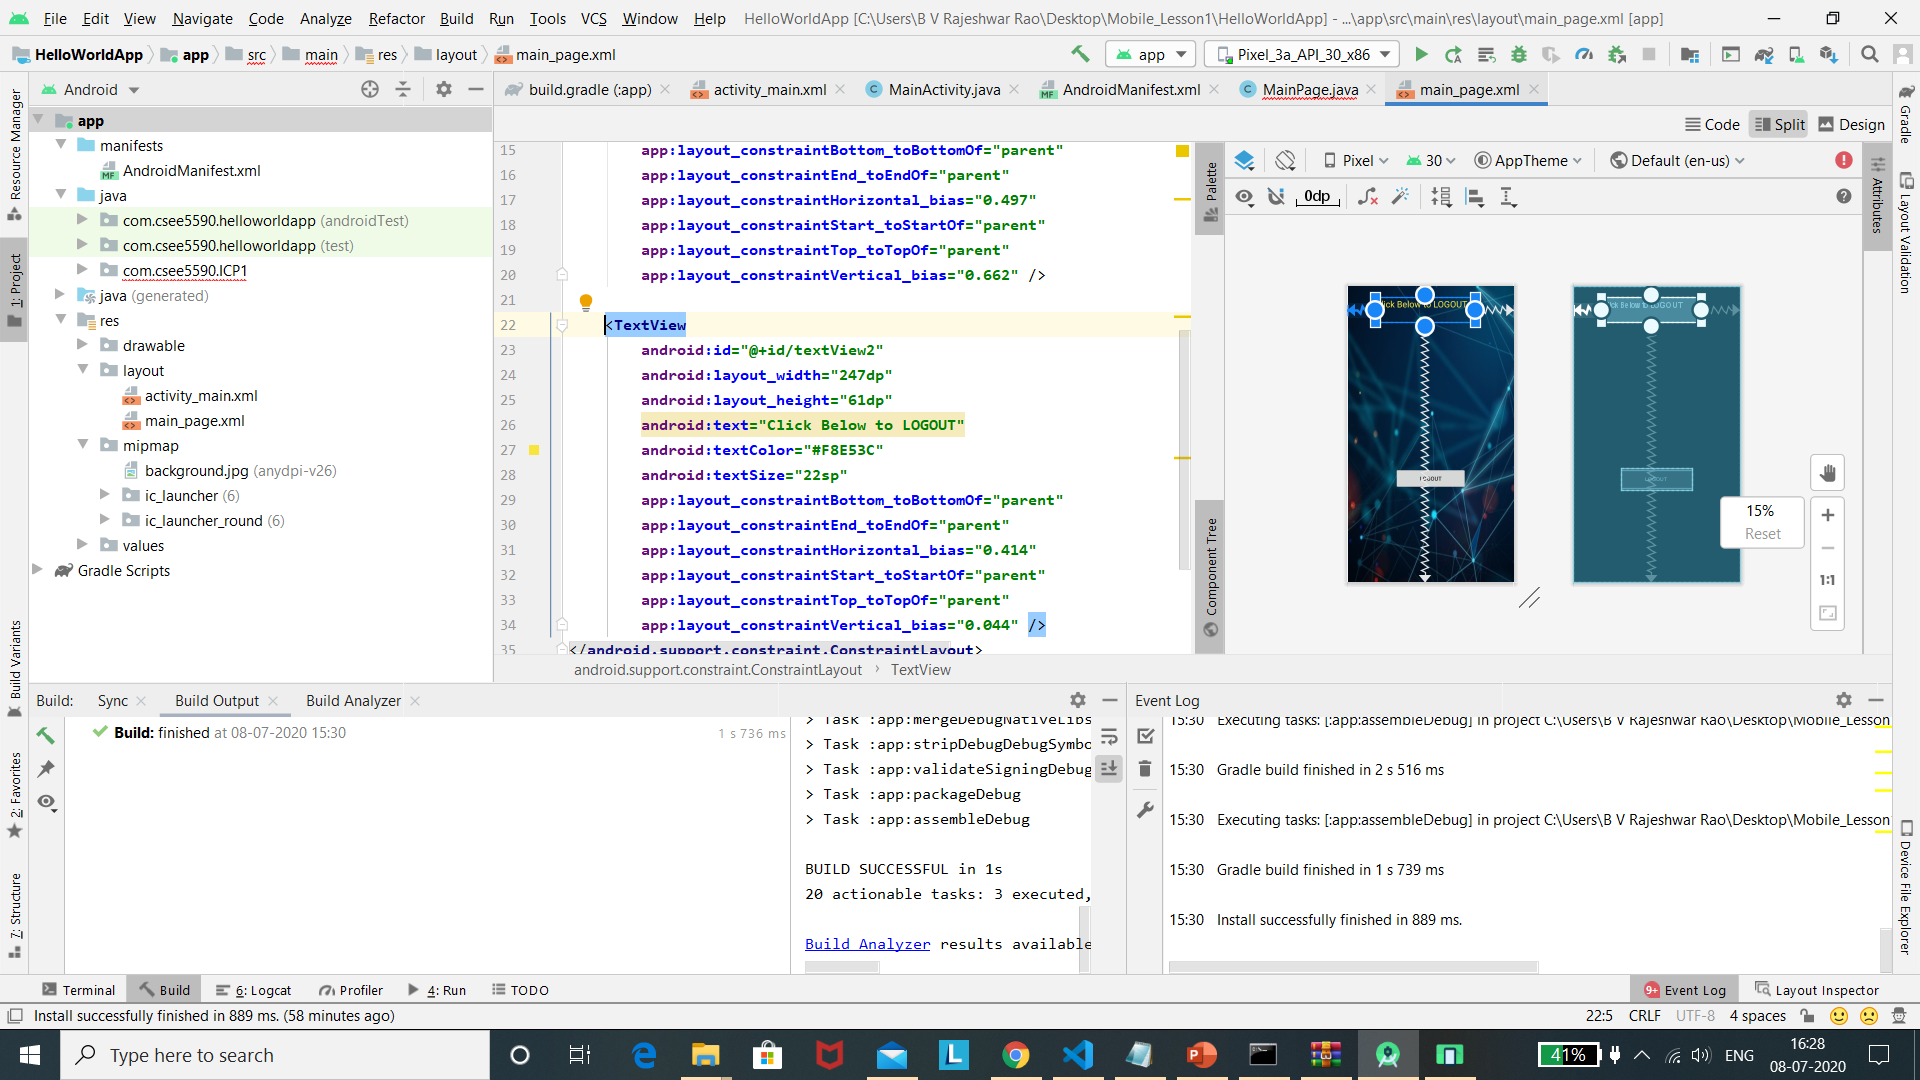 File Edit View Navigate Code Analyze Refactor Build Run Tools VCS Window Help HelloWorldApp [C:\Users\B V Rajeshwar Rao\Desktop\Mobile_Lesson1\HelloWorldApp] - ...\app\src\main\res\layout\main_page.xml [app]
HelloWorldApp app src main res layout main_page.xml app Pixel_3a_API_30_x86
Android build.gradle (:app) activity_main.xml MainActivity.java AndroidManifest.xml MainPage.java main_page.xml
Code Split Design
Resource Manager
1: Project
Build Variants
2: Favorites
7: Structure
app
manifests
AndroidManifest.xml
java
com.csee5590.helloworldapp (androidTest)
com.csee5590.helloworldapp (test)
com.csee5590.ICP1
java (generated)
res
drawable
layout
activity_main.xml
main_page.xml
mipmap
background.jpg (anydpi-v26)
ic_launcher (6)
ic_launcher_round (6)
values
Gradle Scripts
15 app:layout_constraintBottom_toBottomOf="parent"
16 app:layout_constraintEnd_toEndOf="parent"
17 app:layout_constraintHorizontal_bias="0.497"
18 app:layout_constraintStart_toStartOf="parent"
19 app:layout_constraintTop_toTopOf="parent"
20 app:layout_constraintVertical_bias="0.662" />
21
22 <TextView
23 android:id="@+id/textView2"
24 android:layout_width="247dp"
25 android:layout_height="61dp"
26 android:text="Click Below to LOGOUT"
27 android:textColor="#F8E53C"
28 android:textSize="22sp"
29 app:layout_constraintBottom_toBottomOf="parent"
30 app:layout_constraintEnd_toEndOf="parent"
31 app:layout_constraintHorizontal_bias="0.414"
32 app:layout_constraintStart_toStartOf="parent"
33 app:layout_constraintTop_toTopOf="parent"
34 app:layout_constraintVertical_bias="0.044" />
35 </android.support.constraint.ConstraintLayout>
android.support.constraint.ConstraintLayout TextView
Palette
Component Tree
Pixel 30 AppTheme Default (en-us)
0dp
Below to LOGOUT
Below to LOGOUT
LOGOUT
15%
Reset
1:1
Attributes
Gradle
Layout Validation
Device File Explorer
Build: Sync Build Output Build Analyzer
Build: finished at 08-07-2020 15:30 1 s 736 ms
> Task :app:mergeDebugNativeLibs
> Task :app:stripDebugDebugSymbo
> Task :app:validateSigningDebug
> Task :app:packageDebug
> Task :app:assembleDebug
BUILD SUCCESSFUL in 1s
20 actionable tasks: 3 executed,
Build Analyzer results available
Event Log
15:30 Executing tasks: [:app:assembleDebug] in project C:\Users\B V Rajeshwar Rao\Desktop\Mobile_Lesson
15:30 Gradle build finished in 2 s 516 ms
15:30 Executing tasks: [:app:assembleDebug] in project C:\Users\B V Rajeshwar Rao\Desktop\Mobile_Lesson
15:30 Gradle build finished in 1 s 739 ms
15:30 Install successfully finished in 889 ms.
Terminal Build 6: Logcat Profiler 4: Run TODO 9+ Event Log Layout Inspector
Install successfully finished in 889 ms. (58 minutes ago) 22:5 CRLF UTF-8 4 spaces
Type here to search 41% ENG 16:28
08-07-2020